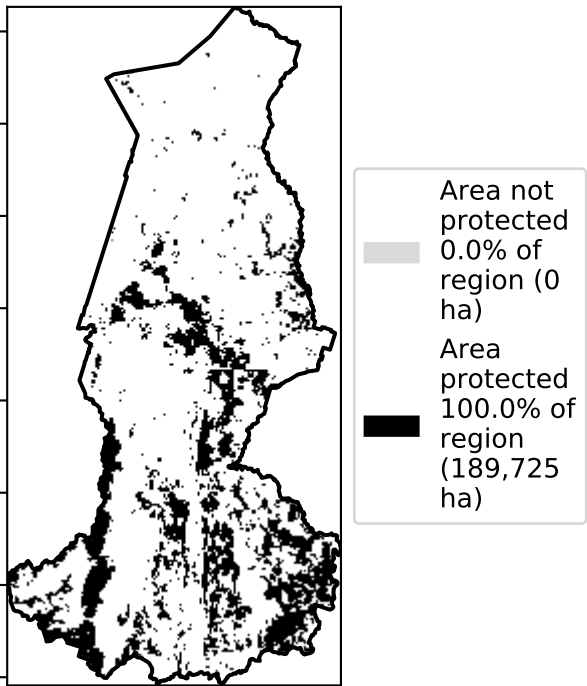 Area not
protected
0.0% of
region (0
ha)
Area
protected
100.0% of
region
(189,725
ha)